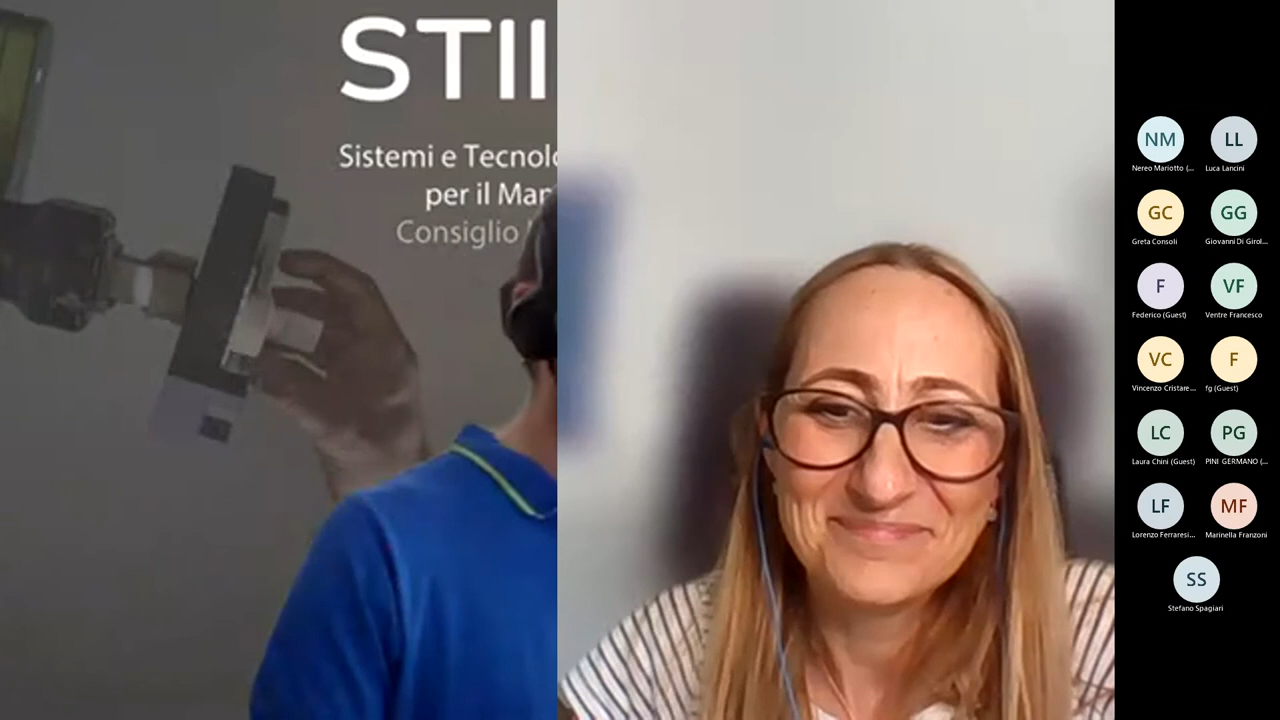 STII
Sistemi e Tecnolo
per il Man
Consiglio
NM
LL
Nereo Mariotto (...
Luca Lancini
GC
GG
Greta Consoli
Giovanni Di Girol...
F
VF
Federico (Guest)
Ventre Francesco
VC
F
Vincenzo Cristare...
fg (Guest)
LC
PG
Laura Chini (Guest)
PINI GERMANO (...
LF
MF
Lorenzo Ferraresi...
Marinella Franzoni
SS
Stefano Spagiari